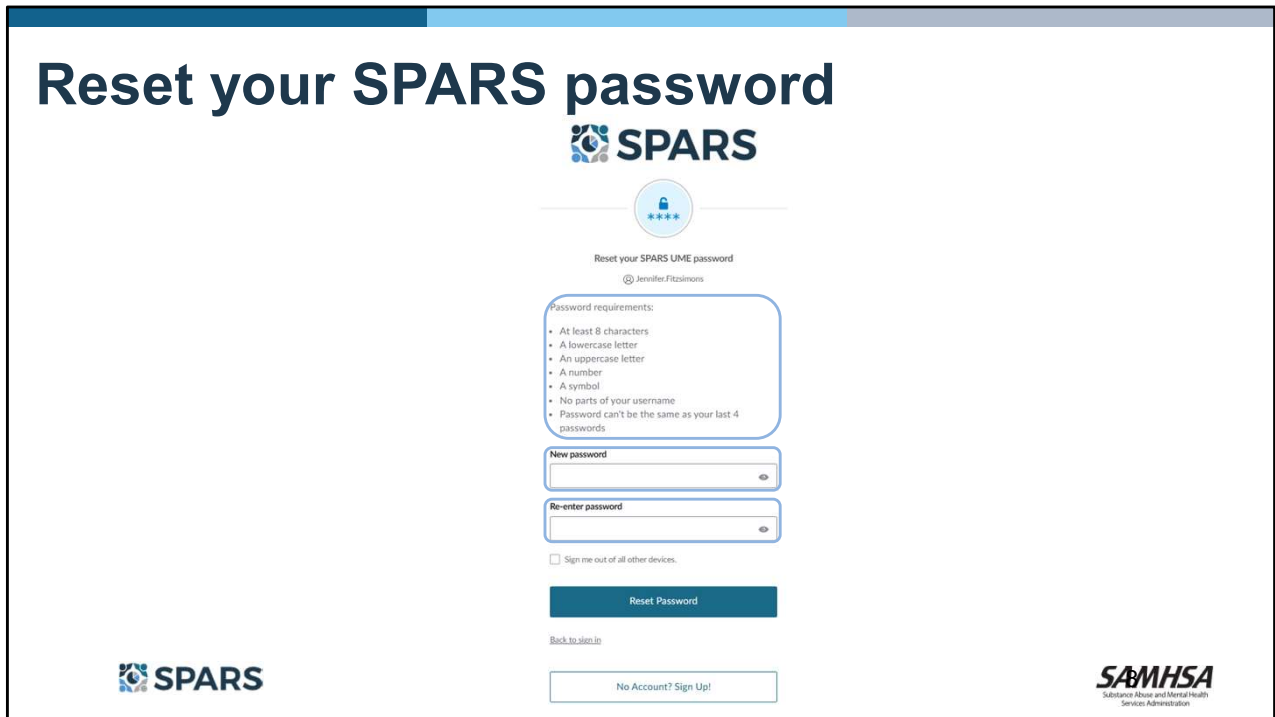 Reset your SPARS password
SPARS
****
Reset your SPARS UME password
Jennifer.Fitzsimons
Password requirements:
• At least 8 characters
• A lowercase letter
• An uppercase letter
• A number
• A symbol
• No parts of your username
• Password can't be the same as your last 4
passwords
New password
Re-enter password
Sign me out of all other devices.
Reset Password
Back to sign in
No Account? Sign Up!
SPARS
SAMHSA
Substance Abuse and Mental Health
Services Administration